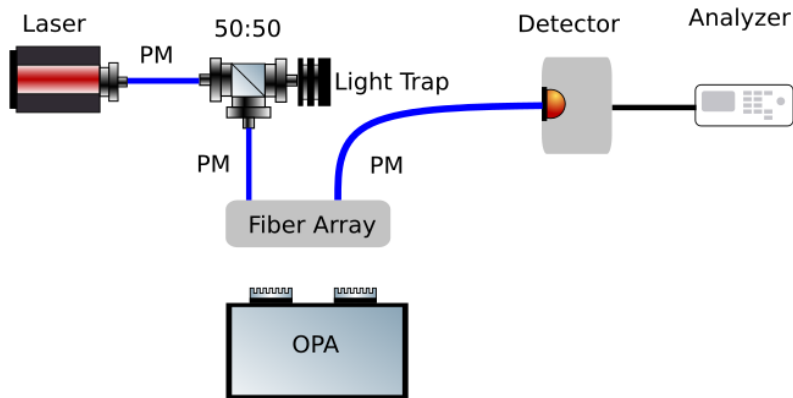 Laser
50:50
Detector
Analyzer
PM
Light Trap
PM
PM
Fiber Array
OPA